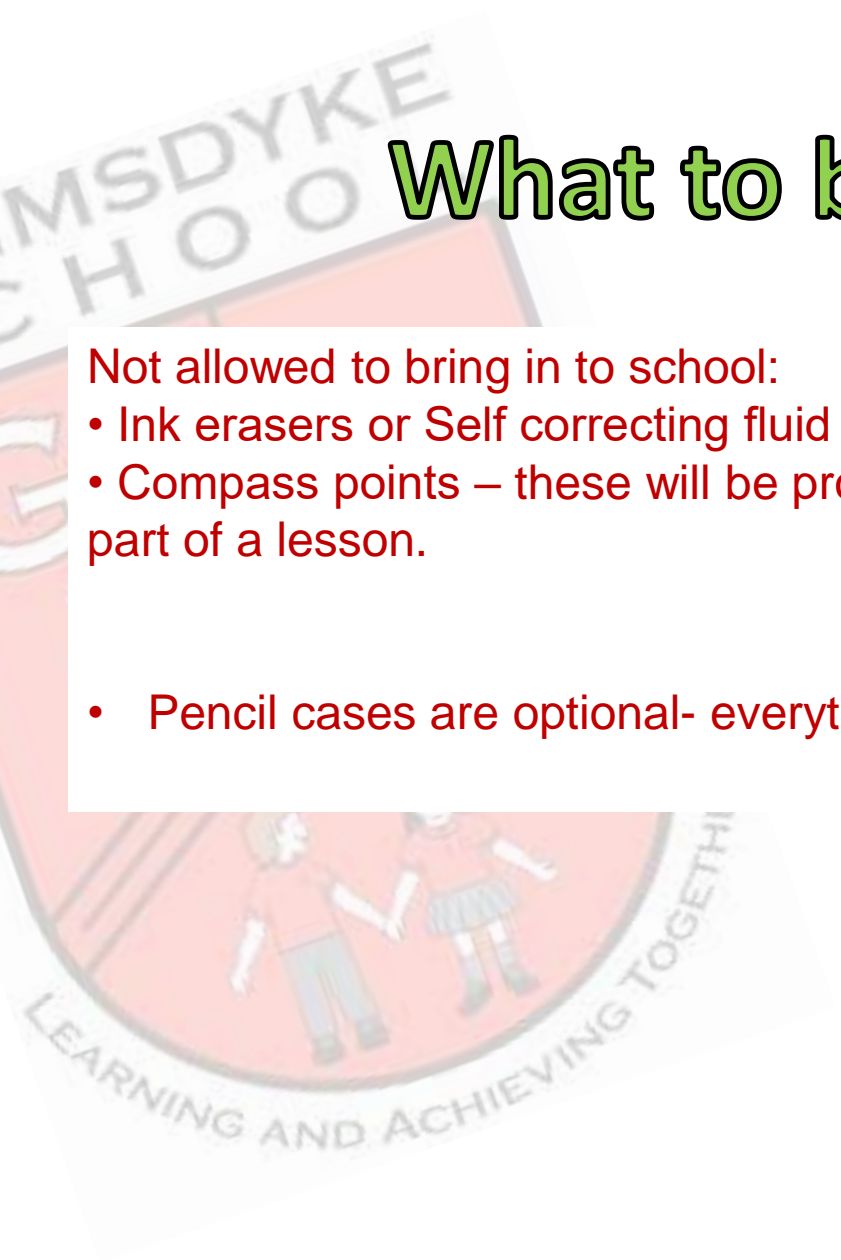 MSDYKE
CHOO
What to b
Not allowed to bring in to school:
• Ink erasers or Self correcting fluid
• Compass points – these will be pro
part of a lesson.
• Pencil cases are optional- everyt
G
LEARNING AND ACHIEVING TOGETH